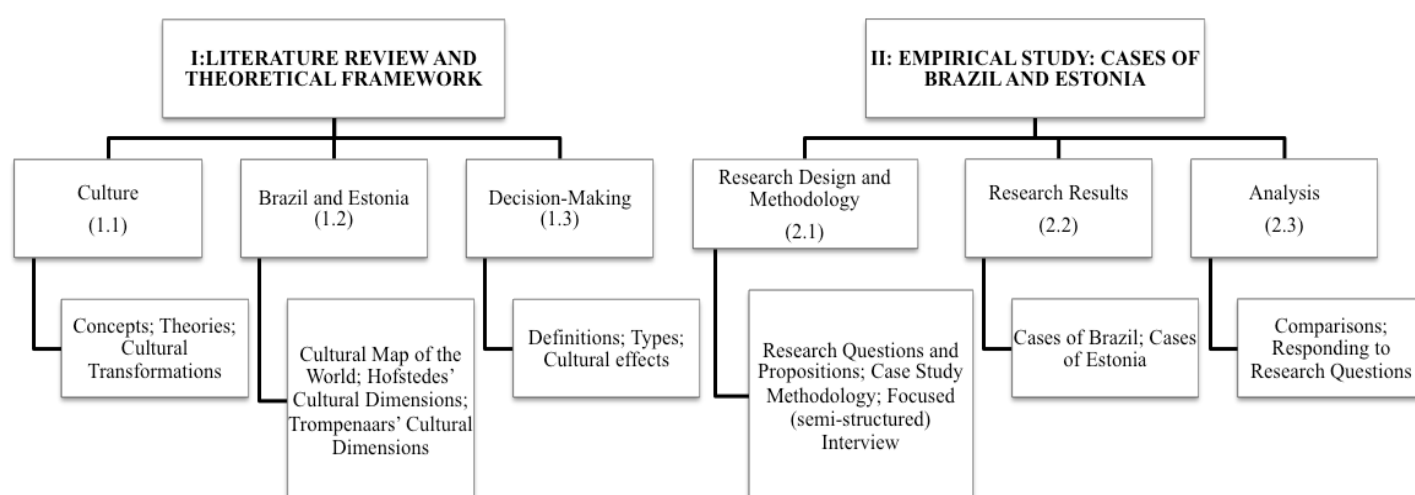 I:LITERATURE REVIEW AND
THEORETICAL FRAMEWORK
Culture
(1.1)
Concepts; Theories;
Cultural
Transformations
Brazil and Estonia
(1.2)
Cultural Map of the
World; Hofstedes'
Cultural Dimensions;
Trompenaars' Cultural
Dimensions
Decision-Making
(1.3)
Definitions; Types;
Cultural effects
II: EMPIRICAL STUDY: CASES OF
BRAZIL AND ESTONIA
Research Design and
Methodology
(2.1)
Research Questions and
Propositions; Case Study
Methodology; Focused
(semi-structured)
Interview
Research Results
(2.2)
Cases of Brazil; Cases
of Estonia
Analysis
(2.3)
Comparisons;
Responding to
Research Questions